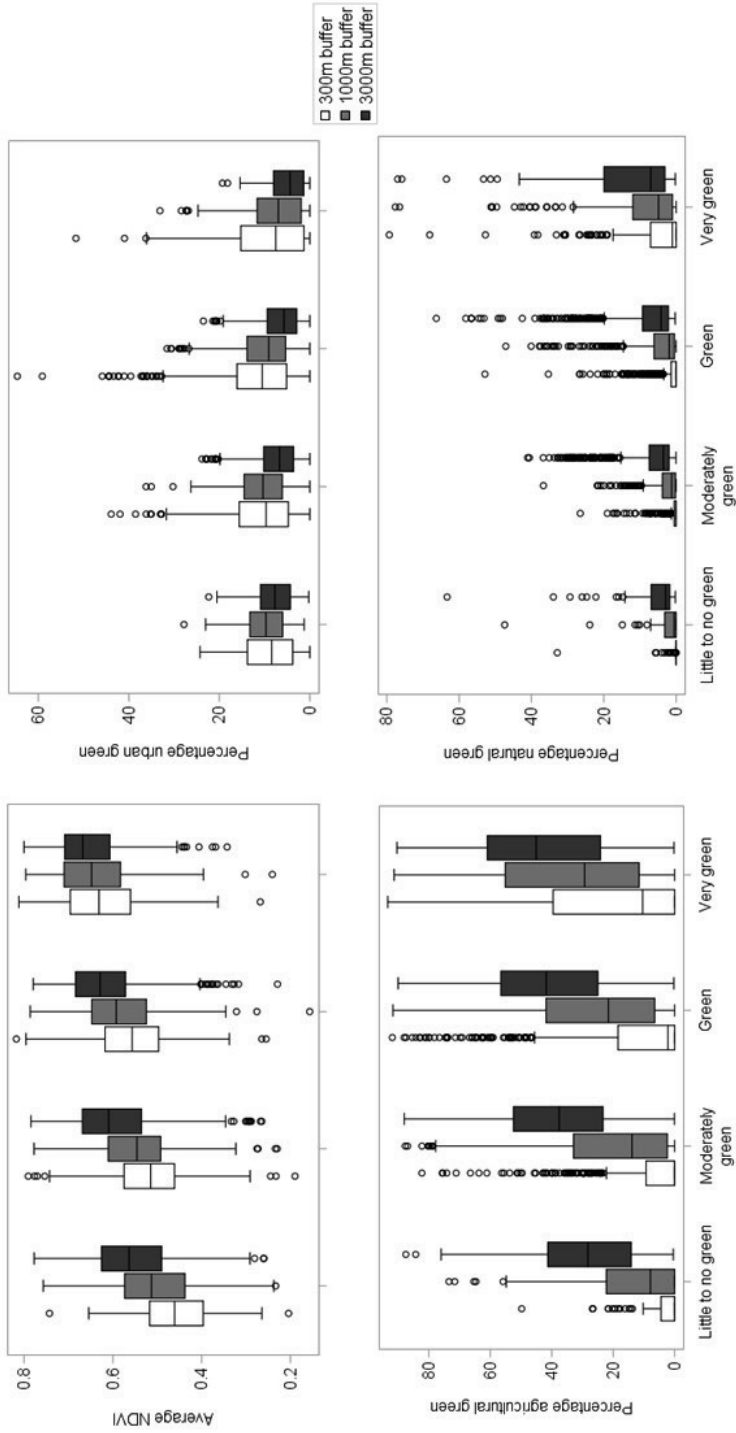 Average NDVI
0.8
0.6
0.4
0.2
Percentage urban green
60
40
20
0
300m buffer
1000m buffer
3000m buffer
Percentage agricultural green
80
60
40
20
0
Little to no green
Moderately
green
Green
Very green
Percentage natural green
80
60
40
20
0
Little to no green
Moderately
green
Green
Very green